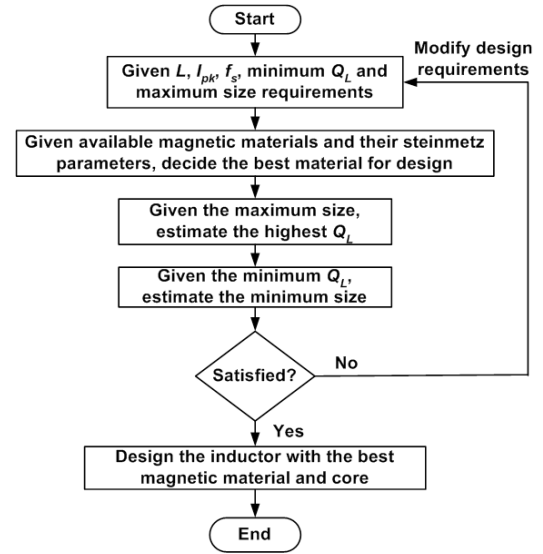 Start
Modify design
requirements
Given L, Ipk, fs, minimum QL and
maximum size requirements
Given available magnetic materials and their steinmetz
parameters, decide the best material for design
Given the maximum size,
estimate the highest QL
Given the minimum QL,
estimate the minimum size
Satisfied?
No
Yes
Design the inductor with the best
magnetic material and core
End